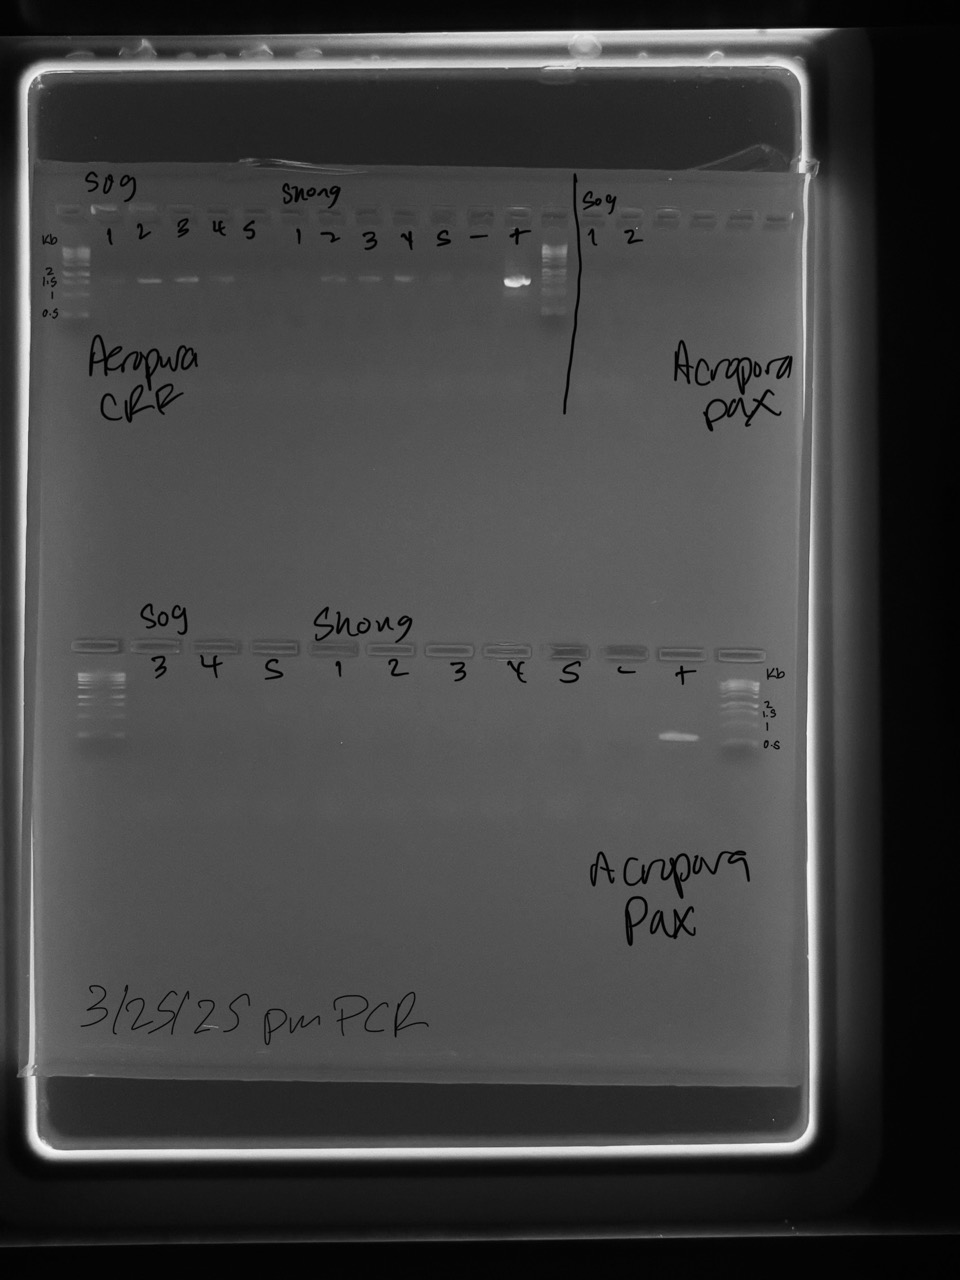 Sog Shong Sog
Kb 1 2 3 4 5 1 2 3 4 5 - + 1 2
2
1.5
1
0.5
Acropora
CRR
Acropora
pax
Sog Shong
3 4 5 1 2 3 4 5 - + Kb
2
1.5
1
0.5
Acropora
Pax
3/25/25 pm PCR